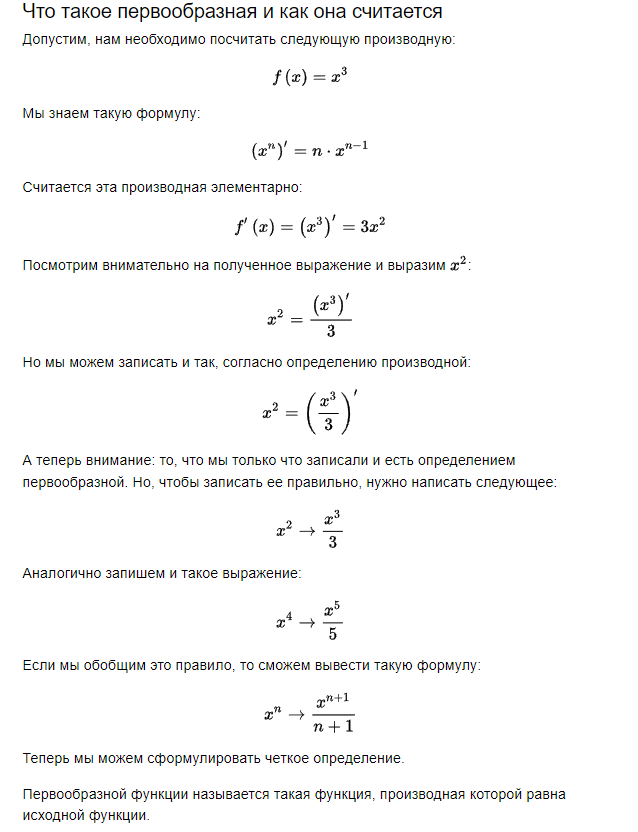 Что такое первообразная и как она считается
Допустим, нам необходимо посчитать следующую производную:
f (x) = x³
Мы знаем такую формулу:
(xⁿ)′ = n · xⁿ⁻¹
Считается эта производная элементарно:
f′ (x) = (x³)′ = 3x²
Посмотрим внимательно на полученное выражение и выразим x²:
x² = (x³)′ / 3
Но мы можем записать и так, согласно определению производной:
x² = (x³ / 3)′
А теперь внимание: то, что мы только что записали и есть определением
первообразной. Но, чтобы записать ее правильно, нужно написать следующее:
x² → x³ / 3
Аналогично запишем и такое выражение:
x⁴ → x⁵ / 5
Если мы обобщим это правило, то сможем вывести такую формулу:
xⁿ → xⁿ⁺¹ / n + 1
Теперь мы можем сформулировать четкое определение.
Первообразной функции называется такая функция, производная которой равна
исходной функции.